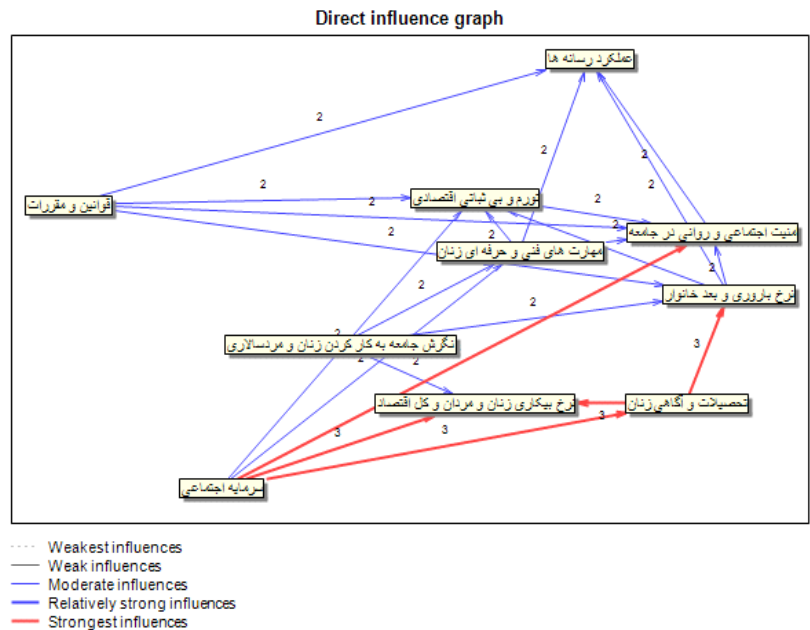 Direct influence graph
عملکرد رسانه ها
2
2
2
2
تورم و بی ثباتی اقتصادی
2
2
2
قوانین و مقررات
2
2
2
منیت اجتماعی و روانی در جامعه
مهارت های فنی و حرفه ای زنان
2
2
2
نرخ باروری و بعد خانوار
2
2
3
نگرش جامعه به کار کردن زنان و مردسالاری
2
تحصیلات و آگاهی زنان
نرخ بیکاری زنان و مردان و کل اقتصاد
3
3
3
سرمایه اجتماعی
Weakest influences
Weak influences
Moderate influences
Relatively strong influences
Strongest influences